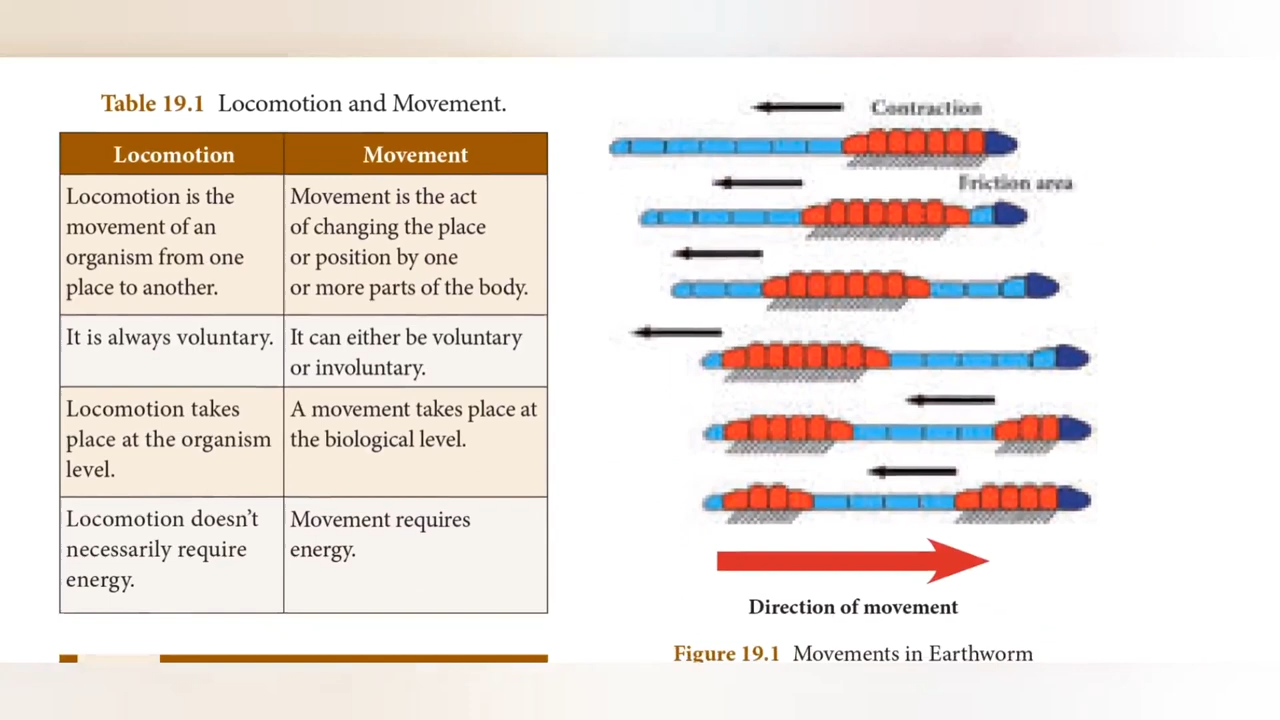 Table 19.1 Locomotion and Movement.
Locomotion
Movement
Locomotion is the
movement of an
organism from one
place to another.
Movement is the act
of changing the place
or position by one
or more parts of the body.
It is always voluntary.
It can either be voluntary
or involuntary.
Locomotion takes
place at the organism
level.
A movement takes place at
the biological level.
Locomotion doesn't
necessarily require
energy.
Movement requires
energy.
Contraction
Friction area
Direction of movement
Figure 19.1 Movements in Earthworm